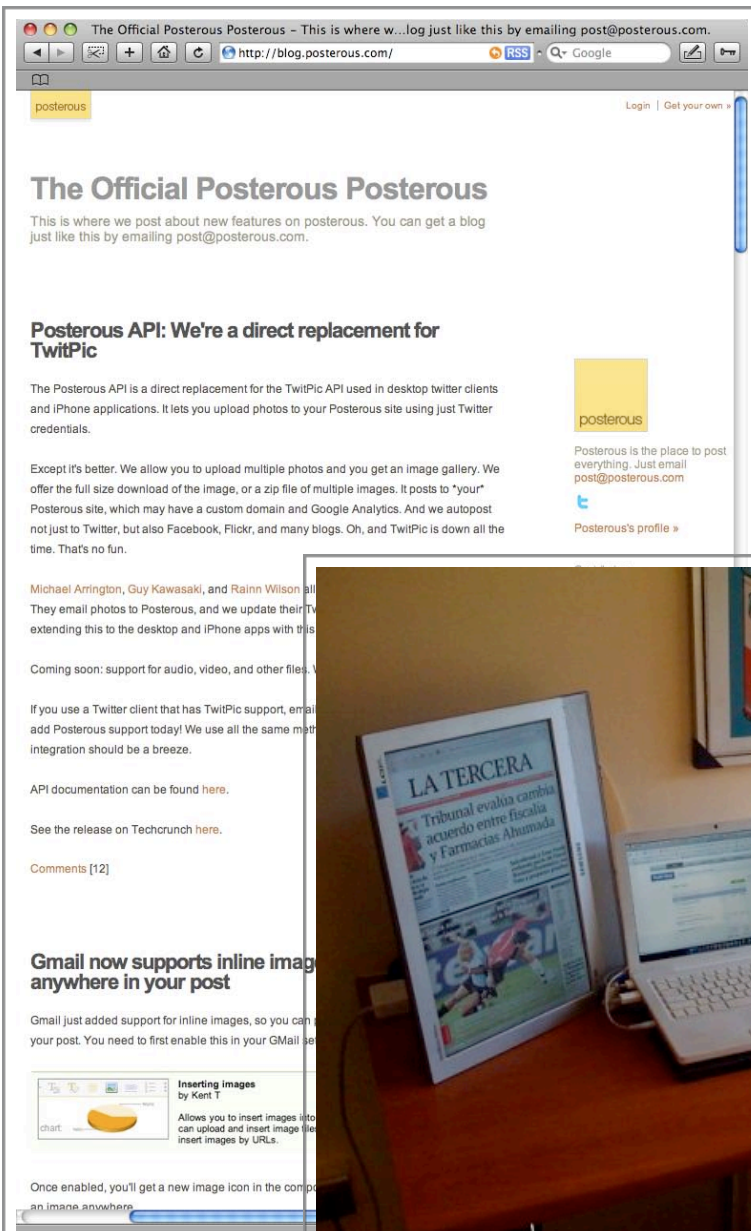 The Official Posterous Posterous – This is where w...log just like this by emailing post@posterous.com.
http://blog.posterous.com/
RSS
Google
posterous
Login | Get your own »
The Official Posterous Posterous
This is where we post about new features on posterous. You can get a blog
just like this by emailing post@posterous.com.
Posterous API: We're a direct replacement for
TwitPic
The Posterous API is a direct replacement for the TwitPic API used in desktop twitter clients
and iPhone applications. It lets you upload photos to your Posterous site using just Twitter
credentials.
Except it's better. We allow you to upload multiple photos and you get an image gallery. We
offer the full size download of the image, or a zip file of multiple images. It posts to *your*
Posterous site, which may have a custom domain and Google Analytics. And we autopost
not just to Twitter, but also Facebook, Flickr, and many blogs. Oh, and TwitPic is down all the
time. That's no fun.
Michael Arrington, Guy Kawasaki, and Rainn Wilson all
They email photos to Posterous, and we update their Tw
extending this to the desktop and iPhone apps with this
Coming soon: support for audio, video, and other files.
If you use a Twitter client that has TwitPic support, email
add Posterous support today! We use all the same meth
integration should be a breeze.
API documentation can be found here.
See the release on Techcrunch here.
Comments [12]
Gmail now supports inline imag
anywhere in your post
Gmail just added support for inline images, so you can
your post. You need to first enable this in your GMail set
chart
Inserting images
by Kent T
Allows you to insert images into
can upload and insert image files
insert images by URLs.
Once enabled, you'll get a new image icon in the compo
an image anywhere
posterous
Posterous is the place to post
everything. Just email
post@posterous.com
Posterous's profile »
LA TERCERA
Tribunal evalúa cambia
acuerdo entre fiscalía
y Farmacias Ahumada